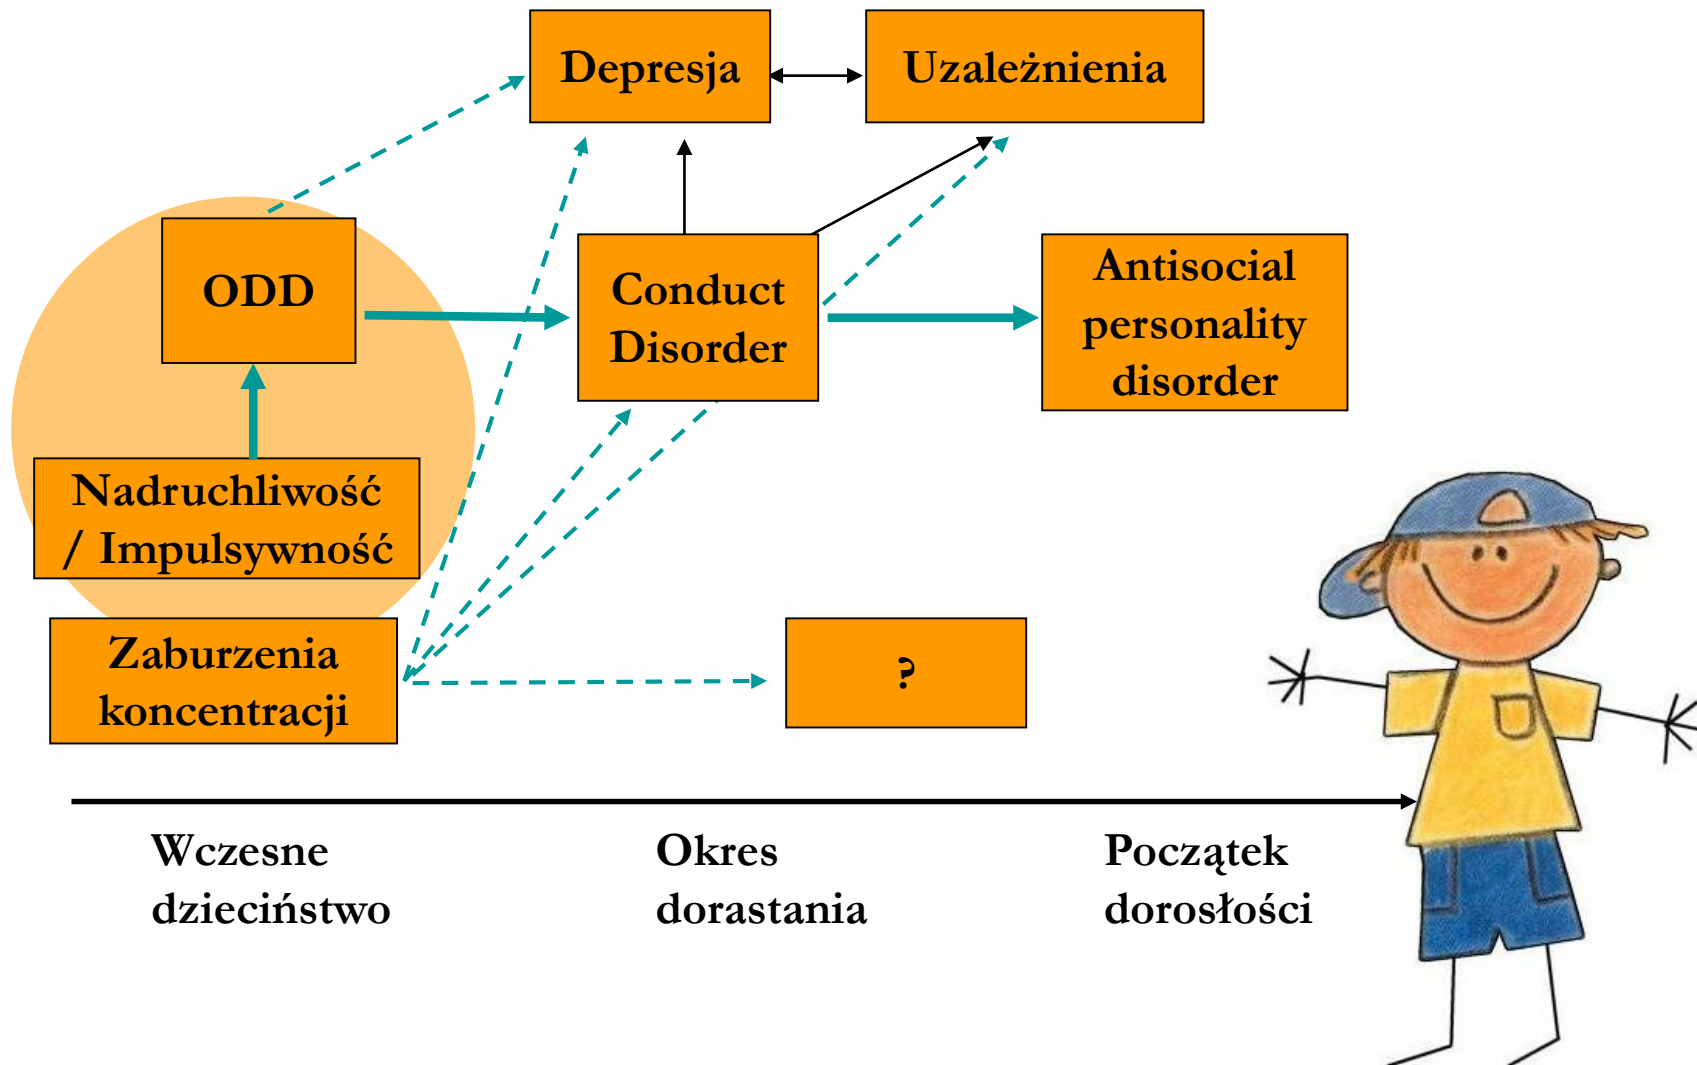 Depresja
Uzależnienia
ODD
Conduct
Disorder
Antisocial
personality
disorder
Nadruchliwość
/ Impulsywność
Zaburzenia
koncentracji
?
Wczesne
dzieciństwo
Okres
dorastania
Początek
dorosłości